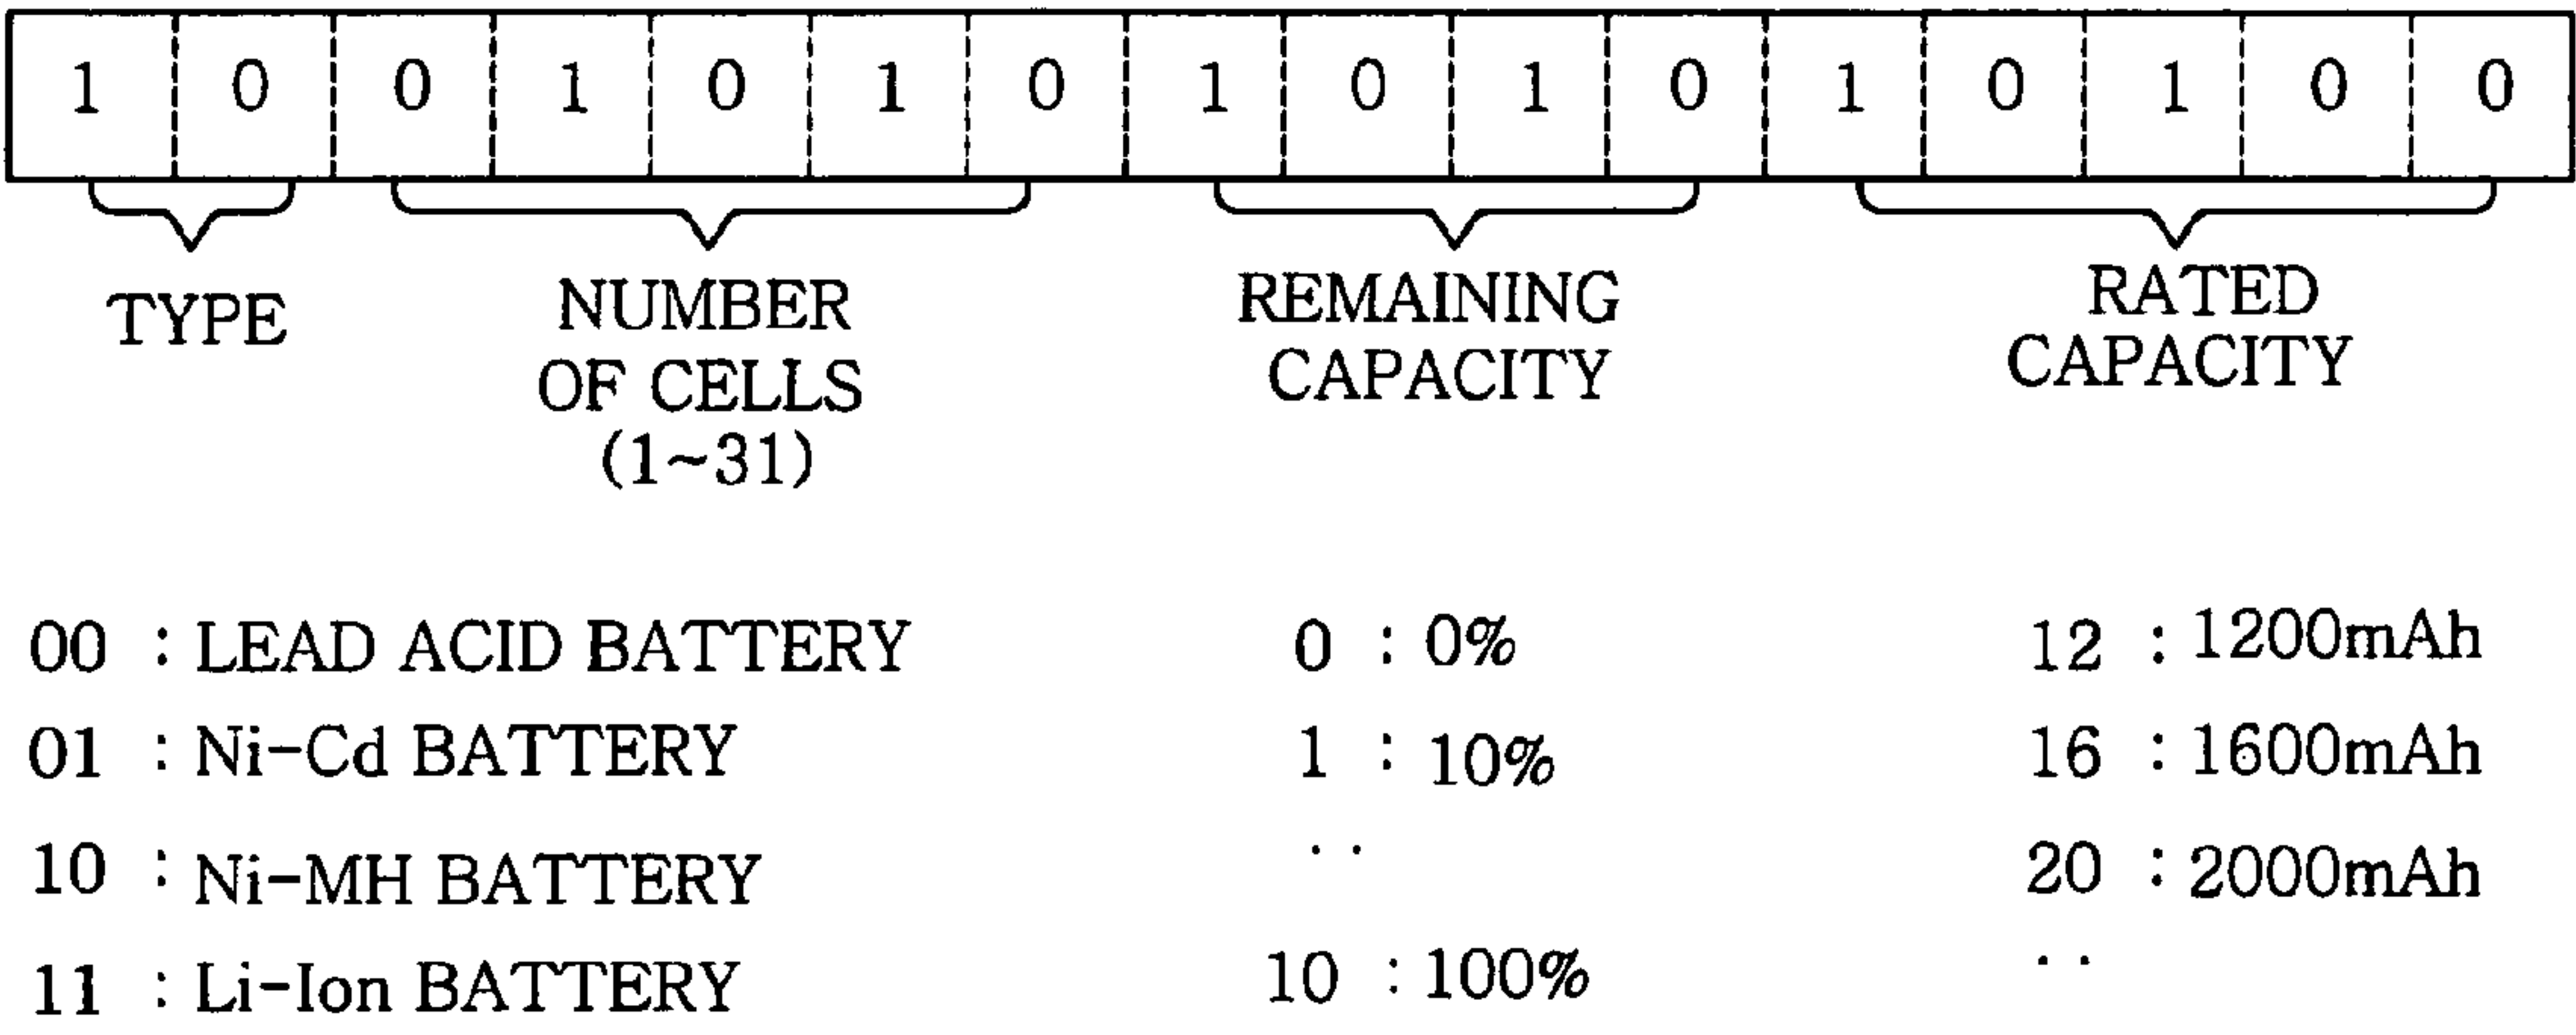 1 0 0 1 0 1 0 1 0 1 0 1 0 1 0 0
TYPE
NUMBER
OF CELLS
(1~31)
REMAINING
CAPACITY
RATED
CAPACITY
00 : LEAD ACID BATTERY
01 : Ni-Cd BATTERY
10 : Ni-MH BATTERY
11 : Li-Ion BATTERY
0 : 0%
1 : 10%
. .
10 : 100%
12 : 1200mAh
16 : 1600mAh
20 : 2000mAh
. .